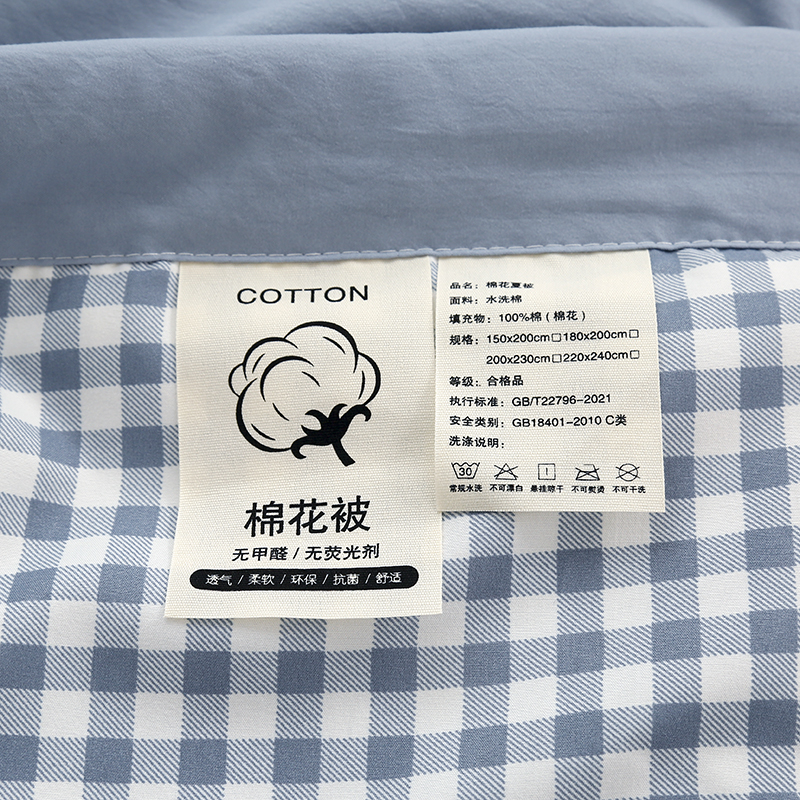 COTTON
棉花被
无甲醛/无荧光剂
透气/柔软/环保/抗菌/舒适
品名：棉花夏被
面料：水洗棉
填充物：100%棉（棉花）
规格：150x200cm□180x200cm□
200x230cm□220x240cm□
等级：合格品
执行标准：GB/T22796-2021
安全类别：GB18401-2010 C类
洗涤说明：
30
常规水洗 不可漂白 悬挂晾干 不可熨烫 不可干洗